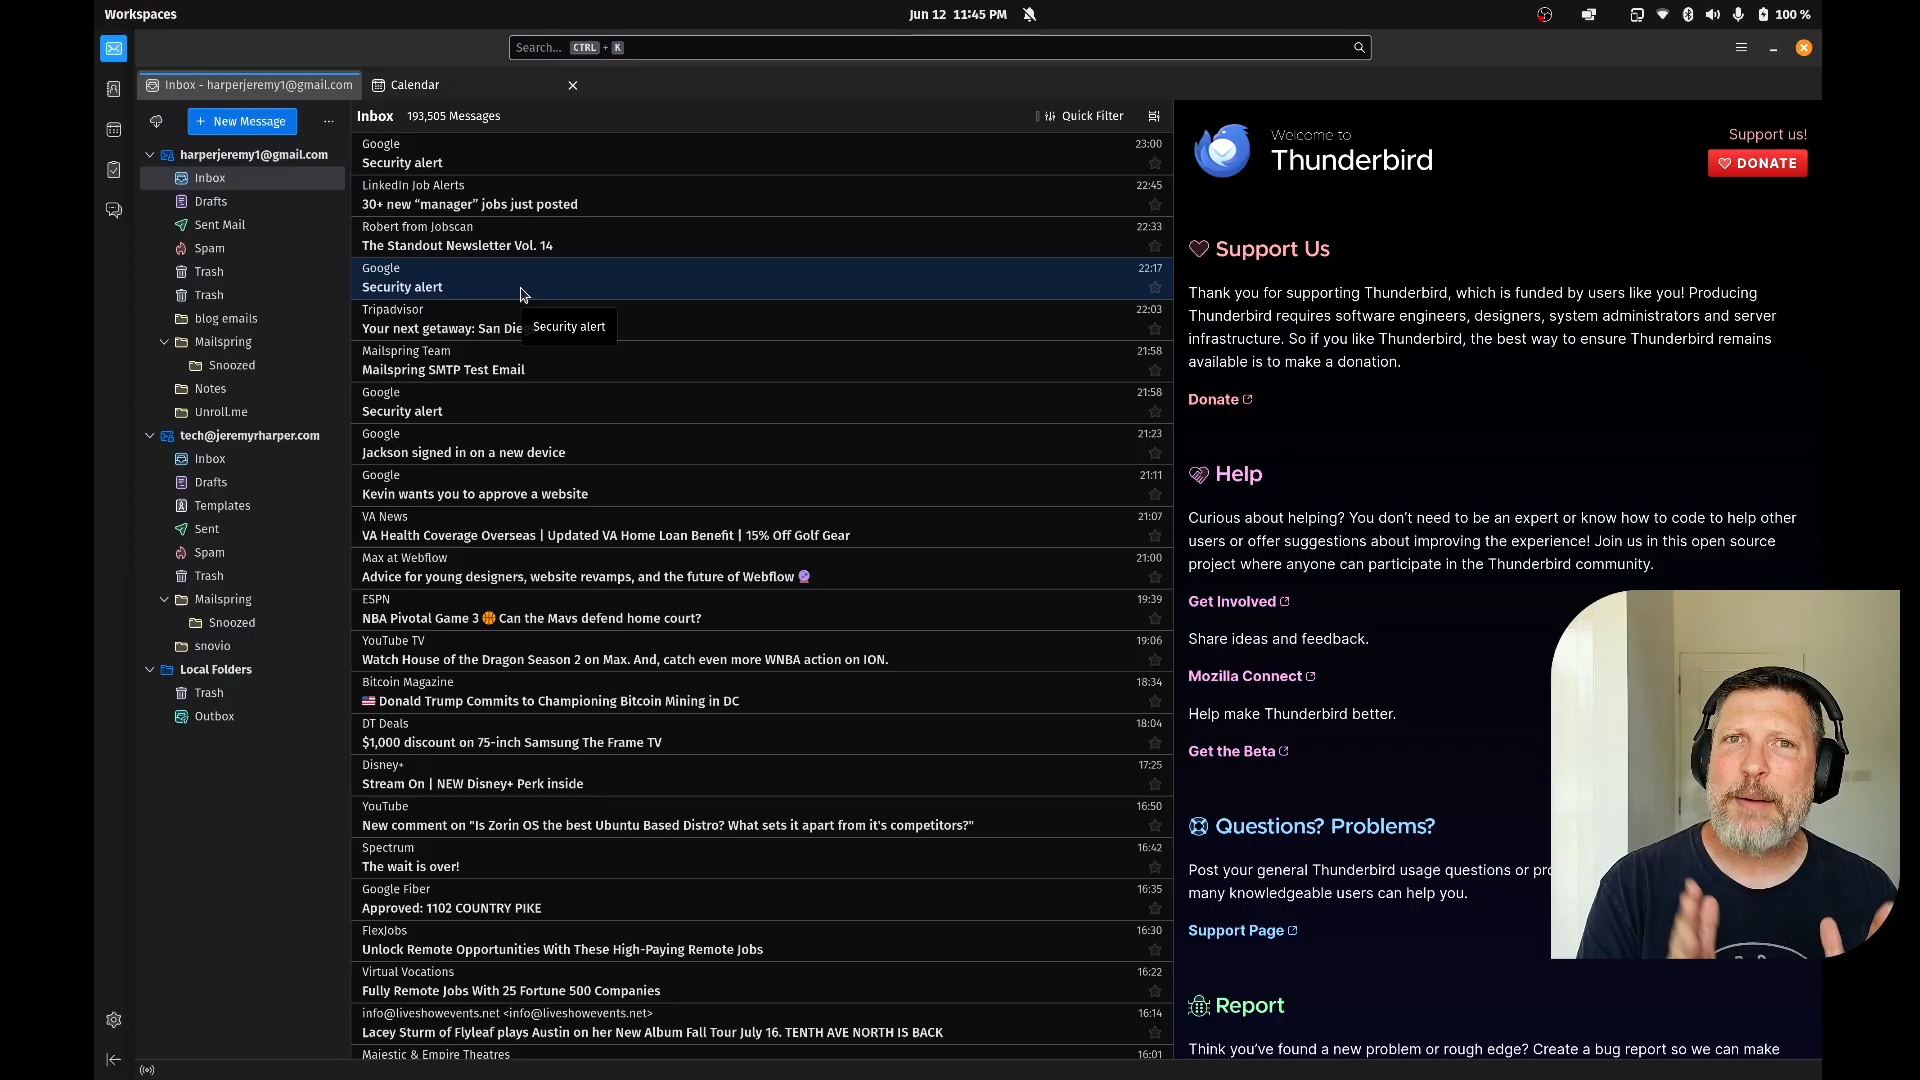 Workspaces
Jun 12 11:45 PM
100 %
Search... CTRL + K
Inbox - harperjeremy1@gmail.com
Calendar
New Message
Inbox 193,505 Messages
Quick Filter
harperjeremy1@gmail.com
Inbox
Drafts
Sent Mail
Spam
Trash
Trash
blog emails
Mailspring
Snoozed
Notes
Unroll.me
tech@jeremyrharper.com
Inbox
Drafts
Templates
Sent
Spam
Trash
Mailspring
Snoozed
snovio
Local Folders
Trash
Outbox
Google 23:00
Security alert
LinkedIn Job Alerts 22:45
30+ new “manager” jobs just posted
Robert from Jobscan 22:33
The Standout Newsletter Vol. 14
Google 22:17
Security alert
Tripadvisor 22:03
Your next getaway: San Die
Security alert
Mailspring Team 21:58
Mailspring SMTP Test Email
Google 21:58
Security alert
Google 21:23
Jackson signed in on a new device
Google 21:11
Kevin wants you to approve a website
VA News 21:07
VA Health Coverage Overseas | Updated VA Home Loan Benefit | 15% Off Golf Gear
Max at Webflow 21:00
Advice for young designers, website revamps, and the future of Webflow 🔮
ESPN 19:39
NBA Pivotal Game 3 🏀 Can the Mavs defend home court?
YouTube TV 19:06
Watch House of the Dragon Season 2 on Max. And, catch even more WNBA action on ION.
Bitcoin Magazine 18:34
🇺🇸 Donald Trump Commits to Championing Bitcoin Mining in DC
DT Deals 18:04
$1,000 discount on 75-inch Samsung The Frame TV
Disney+ 17:25
Stream On | NEW Disney+ Perk inside
YouTube 16:50
New comment on "Is Zorin OS the best Ubuntu Based Distro? What sets it apart from it's competitors?"
Spectrum 16:42
The wait is over!
Google Fiber 16:35
Approved: 1102 COUNTRY PIKE
FlexJobs 16:30
Unlock Remote Opportunities With These High-Paying Remote Jobs
Virtual Vocations 16:22
Fully Remote Jobs With 25 Fortune 500 Companies
info@liveshowevents.net <info@liveshowevents.net> 16:14
Lacey Sturm of Flyleaf plays Austin on her New Album Fall Tour July 16. TENTH AVE NORTH IS BACK
Majestic & Empire Theatres 16:01
Welcome to
Thunderbird
Support us!
DONATE
Support Us
Thank you for supporting Thunderbird, which is funded by users like you! Producing
Thunderbird requires software engineers, designers, system administrators and server
infrastructure. So if you like Thunderbird, the best way to ensure Thunderbird remains
available is to make a donation.
Donate
Help
Curious about helping? You don’t need to be an expert or know how to code to help other
users or offer suggestions about improving the experience! Join us in this open source
project where anyone can participate in the Thunderbird community.
Get Involved
Share ideas and feedback.
Mozilla Connect
Help make Thunderbird better.
Get the Beta
Questions? Problems?
Post your general Thunderbird usage questions or pro
many knowledgeable users can help you.
Support Page
Report
Think you’ve found a new problem or rough edge? Create a bug report so we can make